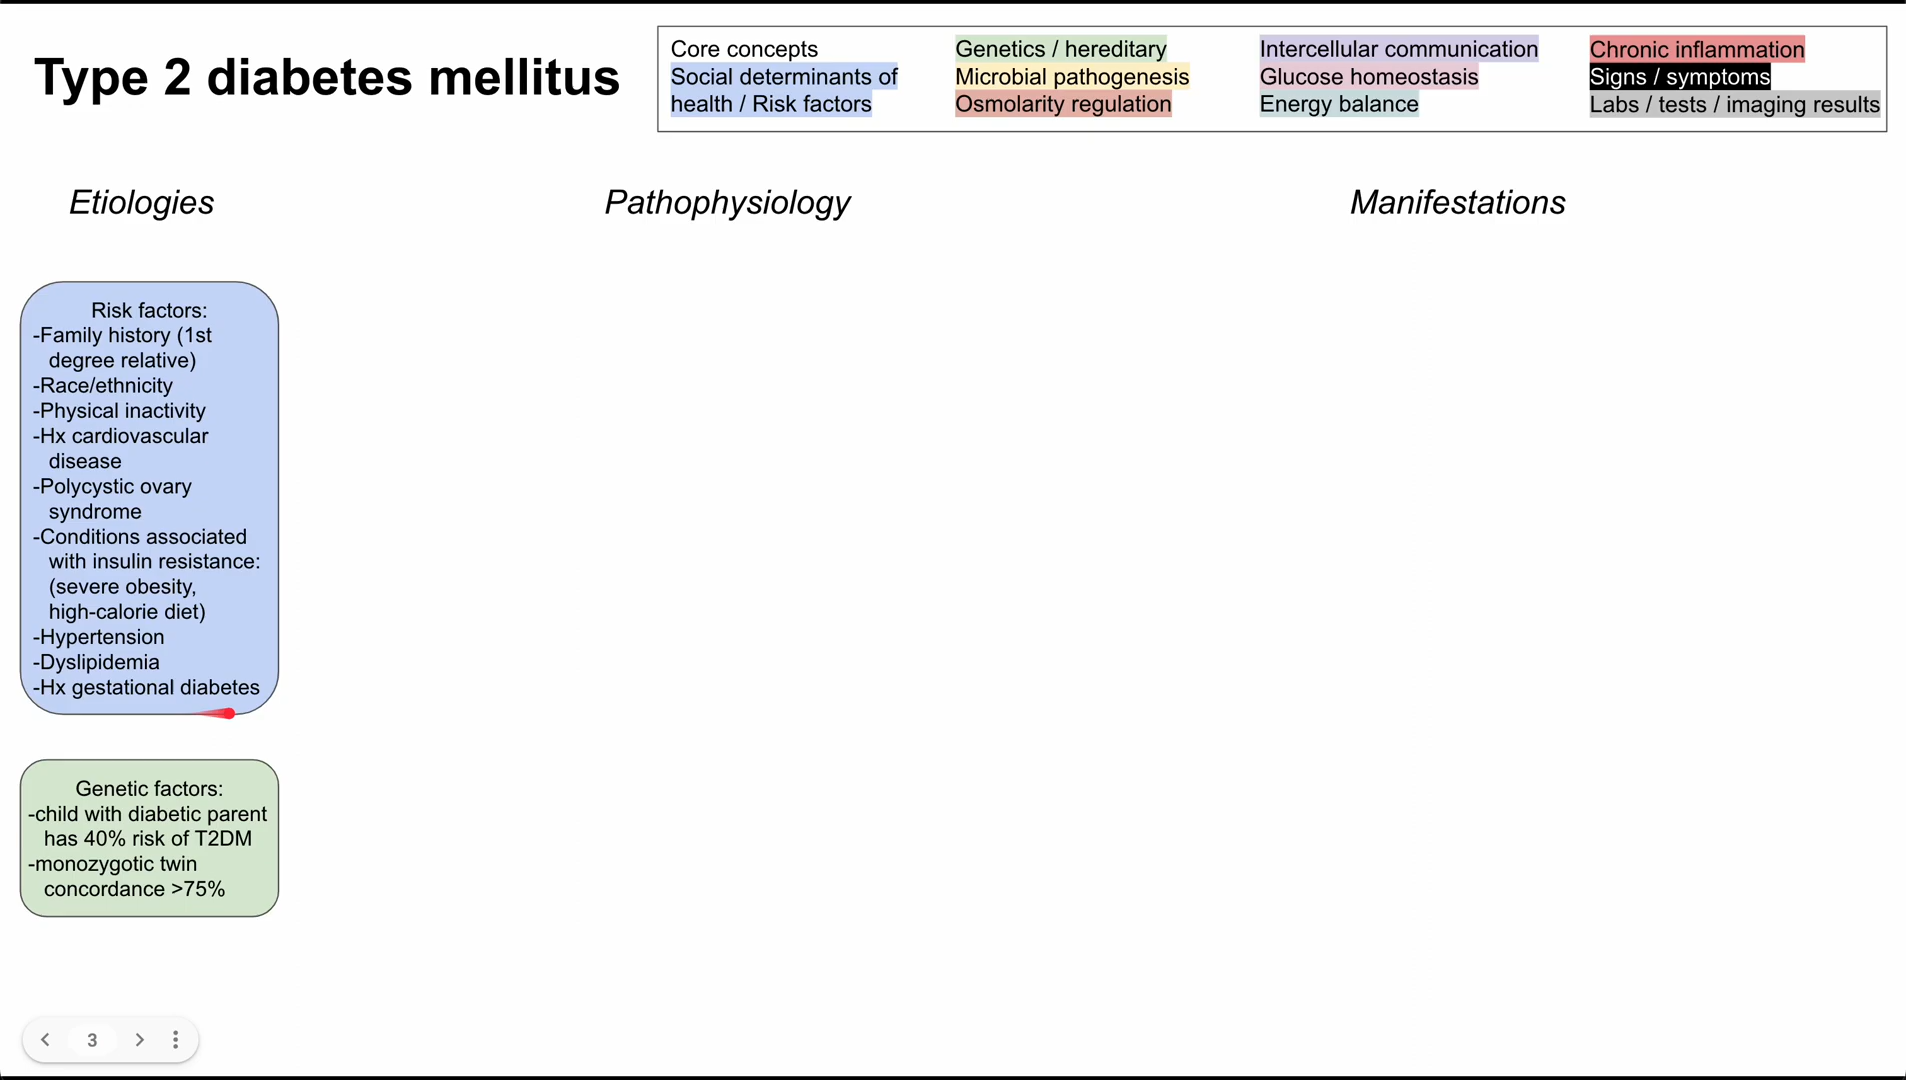 Type 2 diabetes mellitus
Core concepts
Social determinants of
health / Risk factors
Genetics / hereditary
Microbial pathogenesis
Osmolarity regulation
Intercellular communication
Glucose homeostasis
Energy balance
Chronic inflammation
Signs / symptoms
Labs / tests / imaging results
Etiologies
Pathophysiology
Manifestations
Risk factors:
-Family history (1st
degree relative)
-Race/ethnicity
-Physical inactivity
-Hx cardiovascular
disease
-Polycystic ovary
syndrome
-Conditions associated
with insulin resistance:
(severe obesity,
high-calorie diet)
-Hypertension
-Dyslipidemia
-Hx gestational diabetes
Genetic factors:
-child with diabetic parent
has 40% risk of T2DM
-monozygotic twin
concordance >75%
3